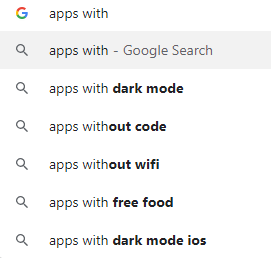 apps with
apps with - Google Search
apps with dark mode
apps without code
apps without wifi
apps with free food
apps with dark mode ios